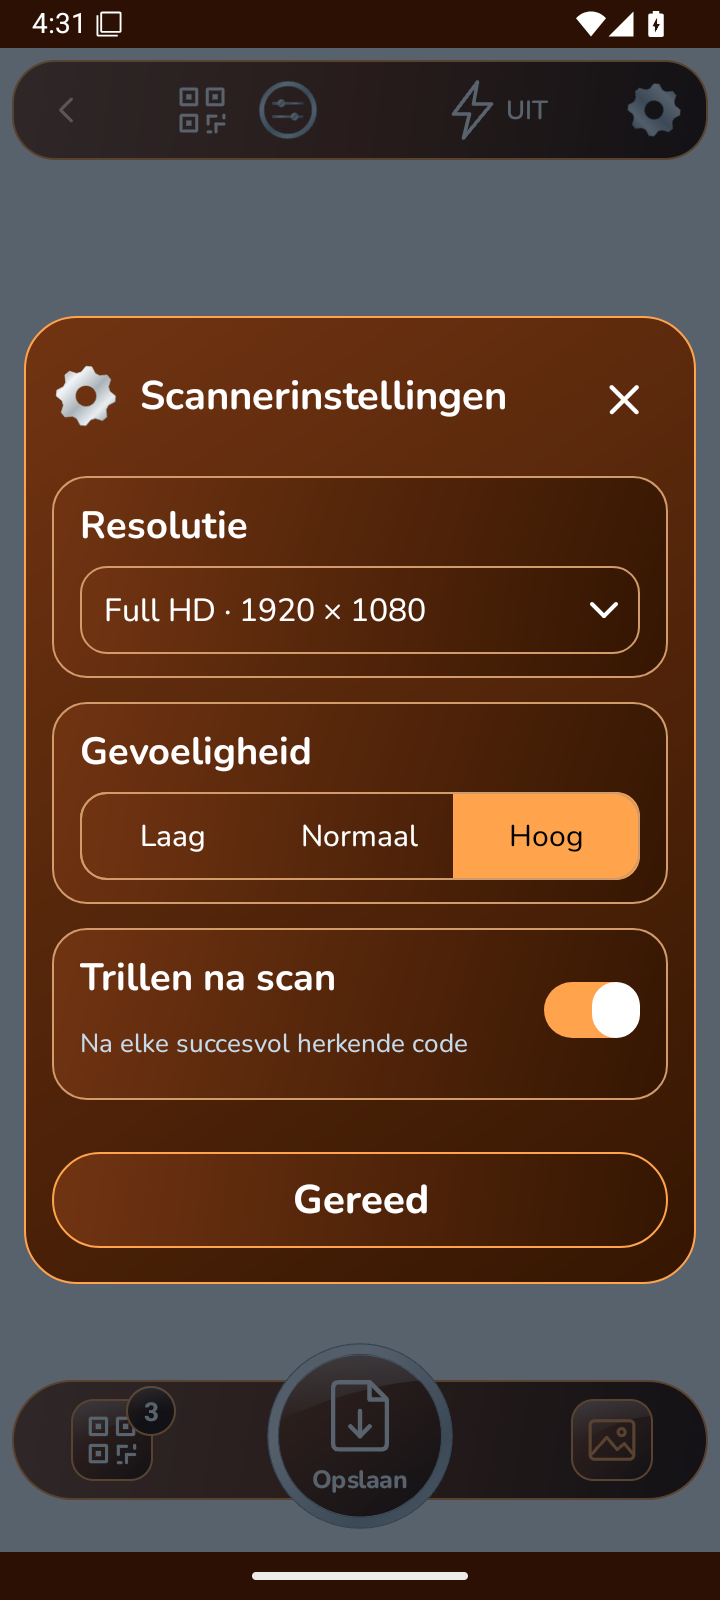 4:31
UIT
Scannerinstellingen
Resolutie
Full HD · 1920 × 1080
Gevoeligheid
Laag Normaal Hoog
Trillen na scan
Na elke succesvol herkende code
Gereed
3
Opslaan